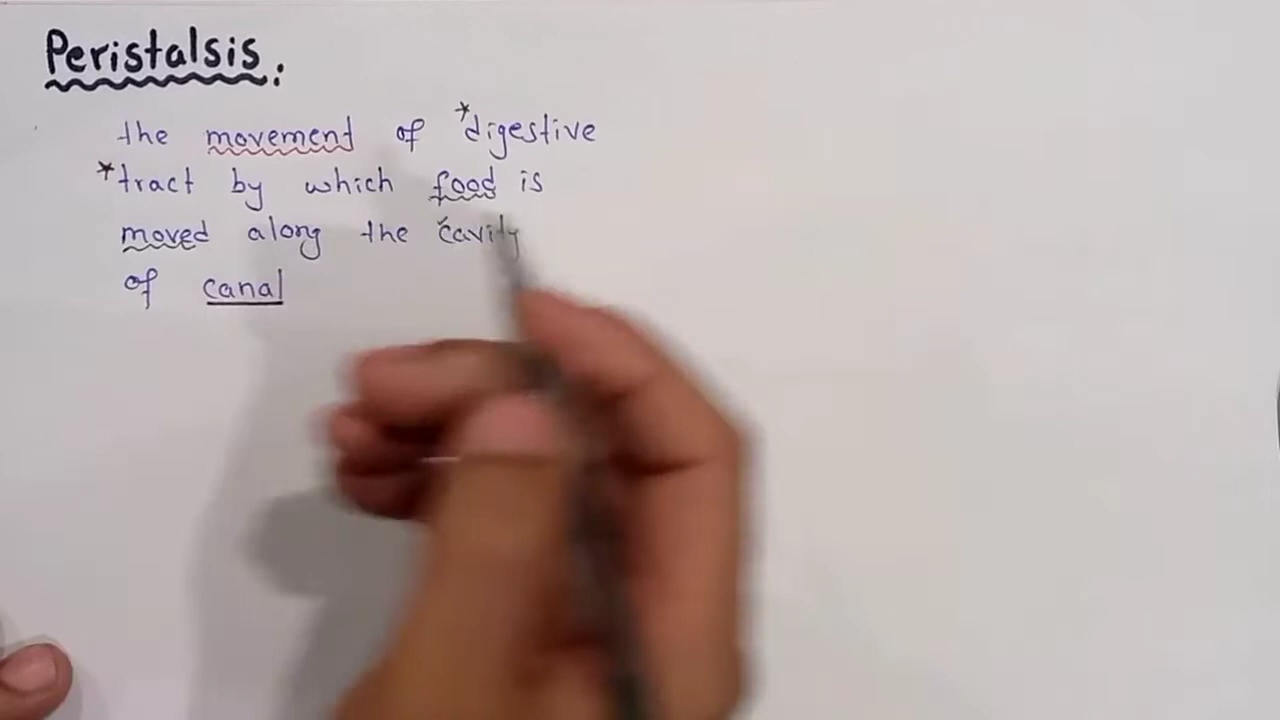 Peristalsis:
the movement of *digestive
*tract by which food is
moved along the cavity
of canal